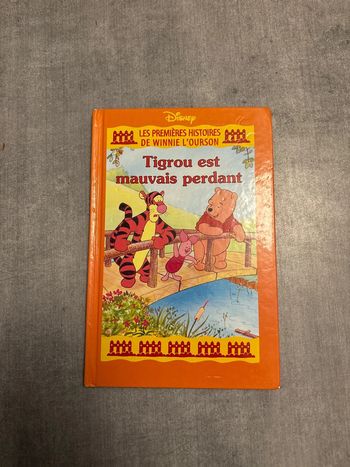 Disney
LES PREMIÈRES HISTOIRES
DE WINNIE L'OURSON
Tigrou est
mauvais perdant